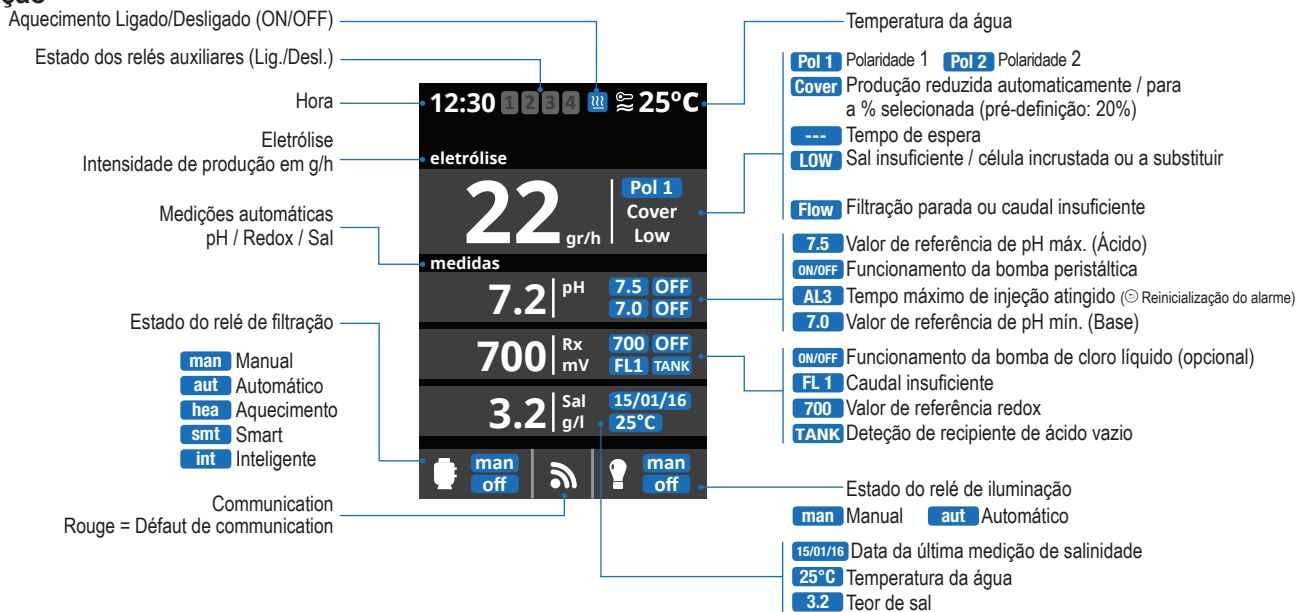 Aquecimento Ligado/Desligado (ON/OFF)
Estado dos relés auxiliares (Lig./Desl.)
Hora
Eletrólise
Intensidade de produção em g/h
Medições automáticas
pH / Redox / Sal
Estado do relé de filtração
man Manual
aut Automático
hea Aquecimento
smt Smart
int Inteligente
Communication
Rouge = Défaut de communication
12:30 1 2 3 4 25°C
eletrólise
22 gr/h
Pol 1
Cover
Low
medidas
7.2 pH 7.5 OFF
7.0 OFF
700 Rx mV 700 OFF
FL1 TANK
3.2 Sal g/l 15/01/16
25°C
man
off
man
off
Temperatura da água
Pol 1 Polaridade 1 Pol 2 Polaridade 2
Cover Produção reduzida automaticamente / para
a % selecionada (pré-definição: 20%)
--- Tempo de espera
LOW Sal insuficiente / célula incrustada ou a substituir
Flow Filtração parada ou caudal insuficiente
7.5 Valor de referência de pH máx. (Ácido)
ON/OFF Funcionamento da bomba peristáltica
AL3 Tempo máximo de injeção atingido (⊝ Reinicialização do alarme)
7.0 Valor de referência de pH mín. (Base)
ON/OFF Funcionamento da bomba de cloro líquido (opcional)
FL 1 Caudal insuficiente
700 Valor de referência redox
TANK Deteção de recipiente de ácido vazio
Estado do relé de iluminação
man Manual aut Automático
15/01/16 Data da última medição de salinidade
25°C Temperatura da água
3.2 Teor de sal